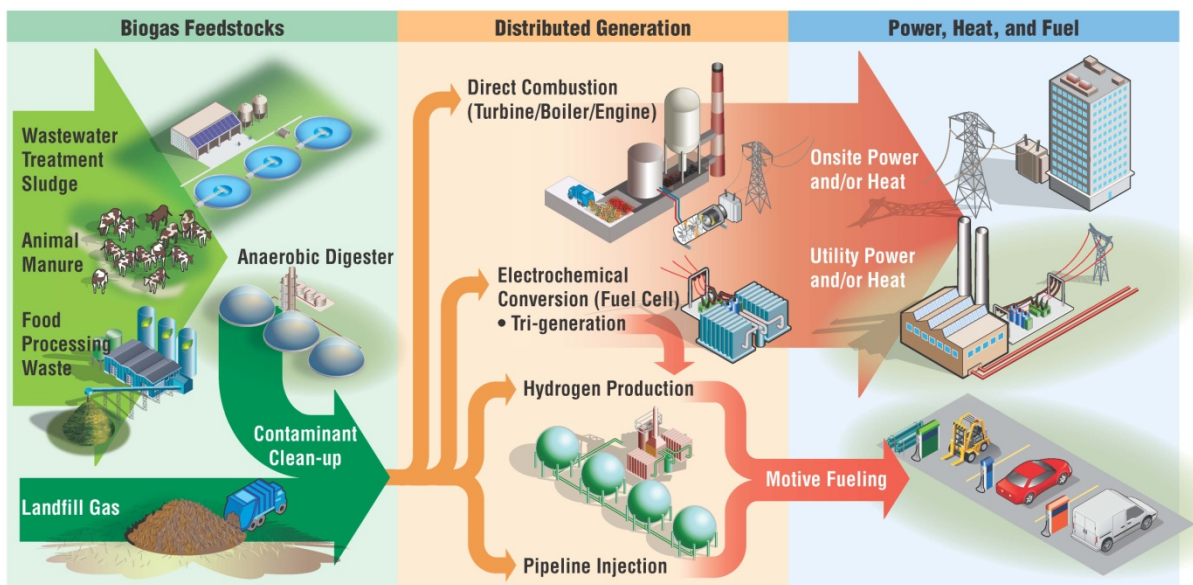 Biogas Feedstocks
Distributed Generation
Power, Heat, and Fuel
Wastewater
Treatment
Sludge
Animal
Manure
Food
Processing
Waste
Anaerobic Digester
Contaminant
Clean-up
Landfill Gas
Direct Combustion
(Turbine/Boiler/Engine)
Electrochemical
Conversion (Fuel Cell)
• Tri-generation
Hydrogen Production
Pipeline Injection
Onsite Power
and/or Heat
Utility Power
and/or Heat
Motive Fueling